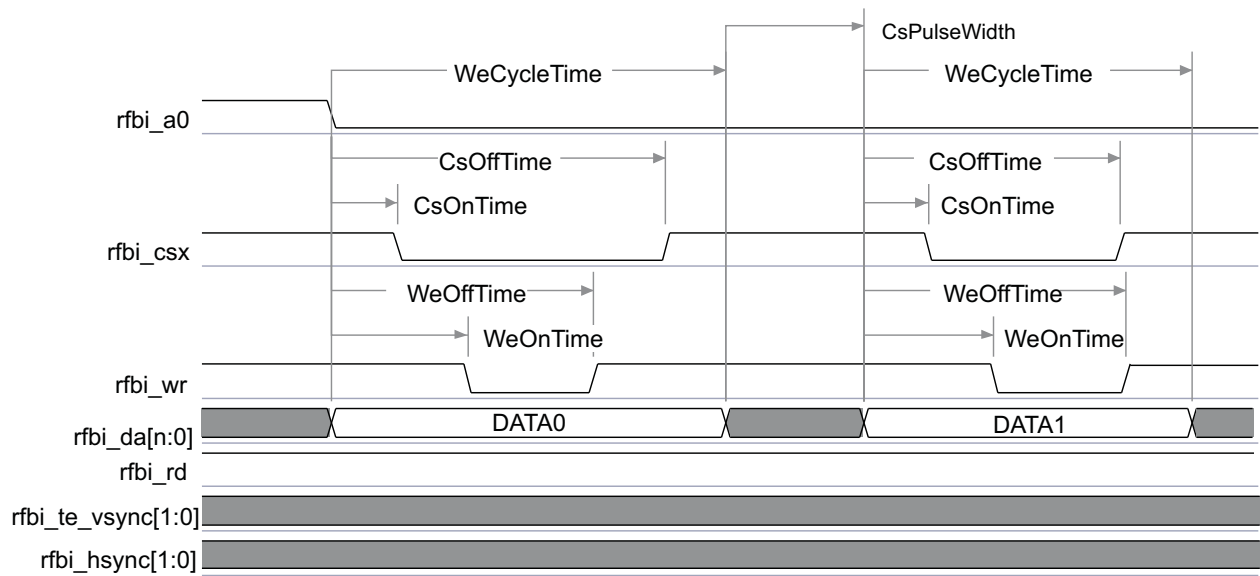 CsPulseWidth
WeCycleTime
WeCycleTime
rfbi_a0
CsOffTime
CsOffTime
CsOnTime
CsOnTime
rfbi_csx
WeOffTime
WeOffTime
WeOnTime
WeOnTime
rfbi_wr
rfbi_da[n:0]
DATA0
DATA1
rfbi_rd
rfbi_te_vsync[1:0]
rfbi_hsync[1:0]